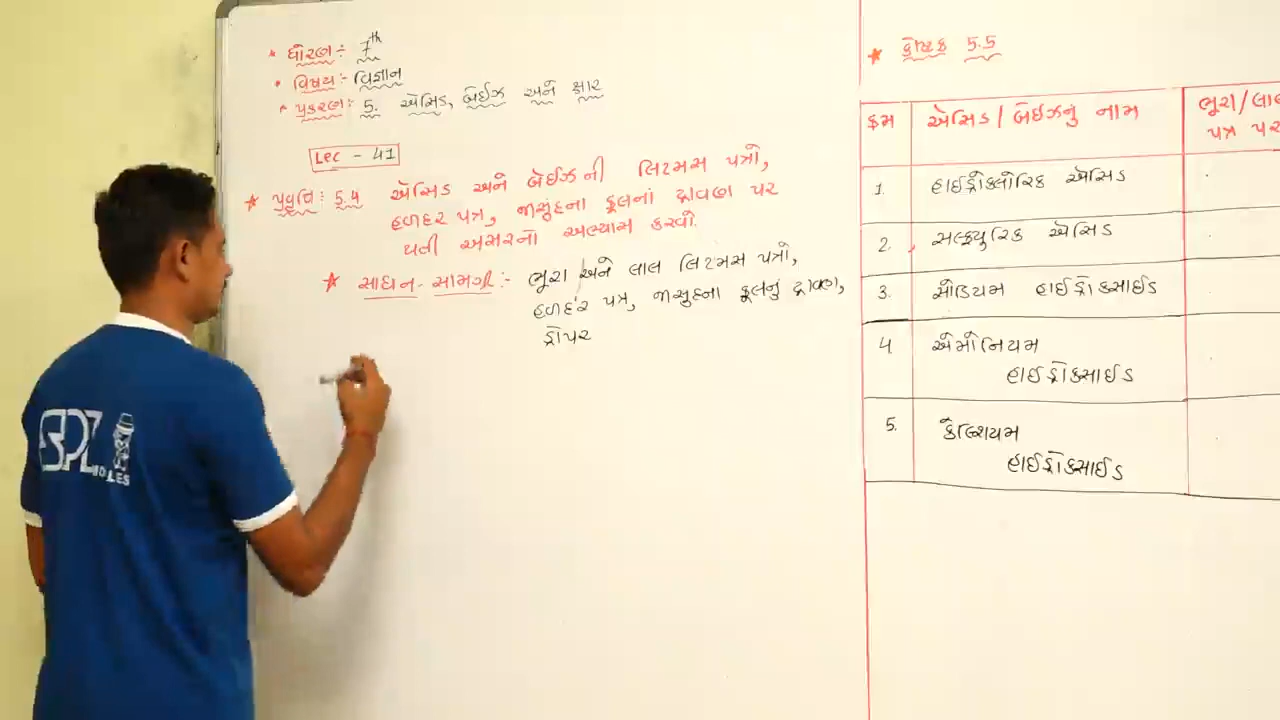 * ધોરણ :- 7th
• વિષય :- વિજ્ઞાન
* પ્રકરણ : 5. એસિડ, બેઈઝ અને ક્ષાર
Lec - 41
* પ્રવૃત્તિ : 5.4 એસિડ અને બેઈઝની લિટમસ પત્રો,
હળદર પત્ર, જાસુંદના ફૂલનાં દ્રાવણ પર
થતી અસરનો અભ્યાસ કરવો.
* સાધન - સામગ્રી :- ભૂરા અને લાલ લિટમસ પત્રો,
હળદર પત્ર, જાસુદના ફૂલનું દ્રાવણ,
ડ્રોપર
* કોષ્ટક 5.5
ક્રમ એસિડ / બેઈઝનું નામ ભૂરા/લાલ
પત્ર પર
1. હાઈડ્રોક્લોરિક એસિડ
2. સલ્ફ્યુરિક એસિડ
3. સોડિયમ હાઈડ્રોક્સાઈડ
4 એમોનિયમ
હાઈડ્રોક્સાઈડ
5. કેલ્શિયમ
હાઈડ્રોક્સાઈડ